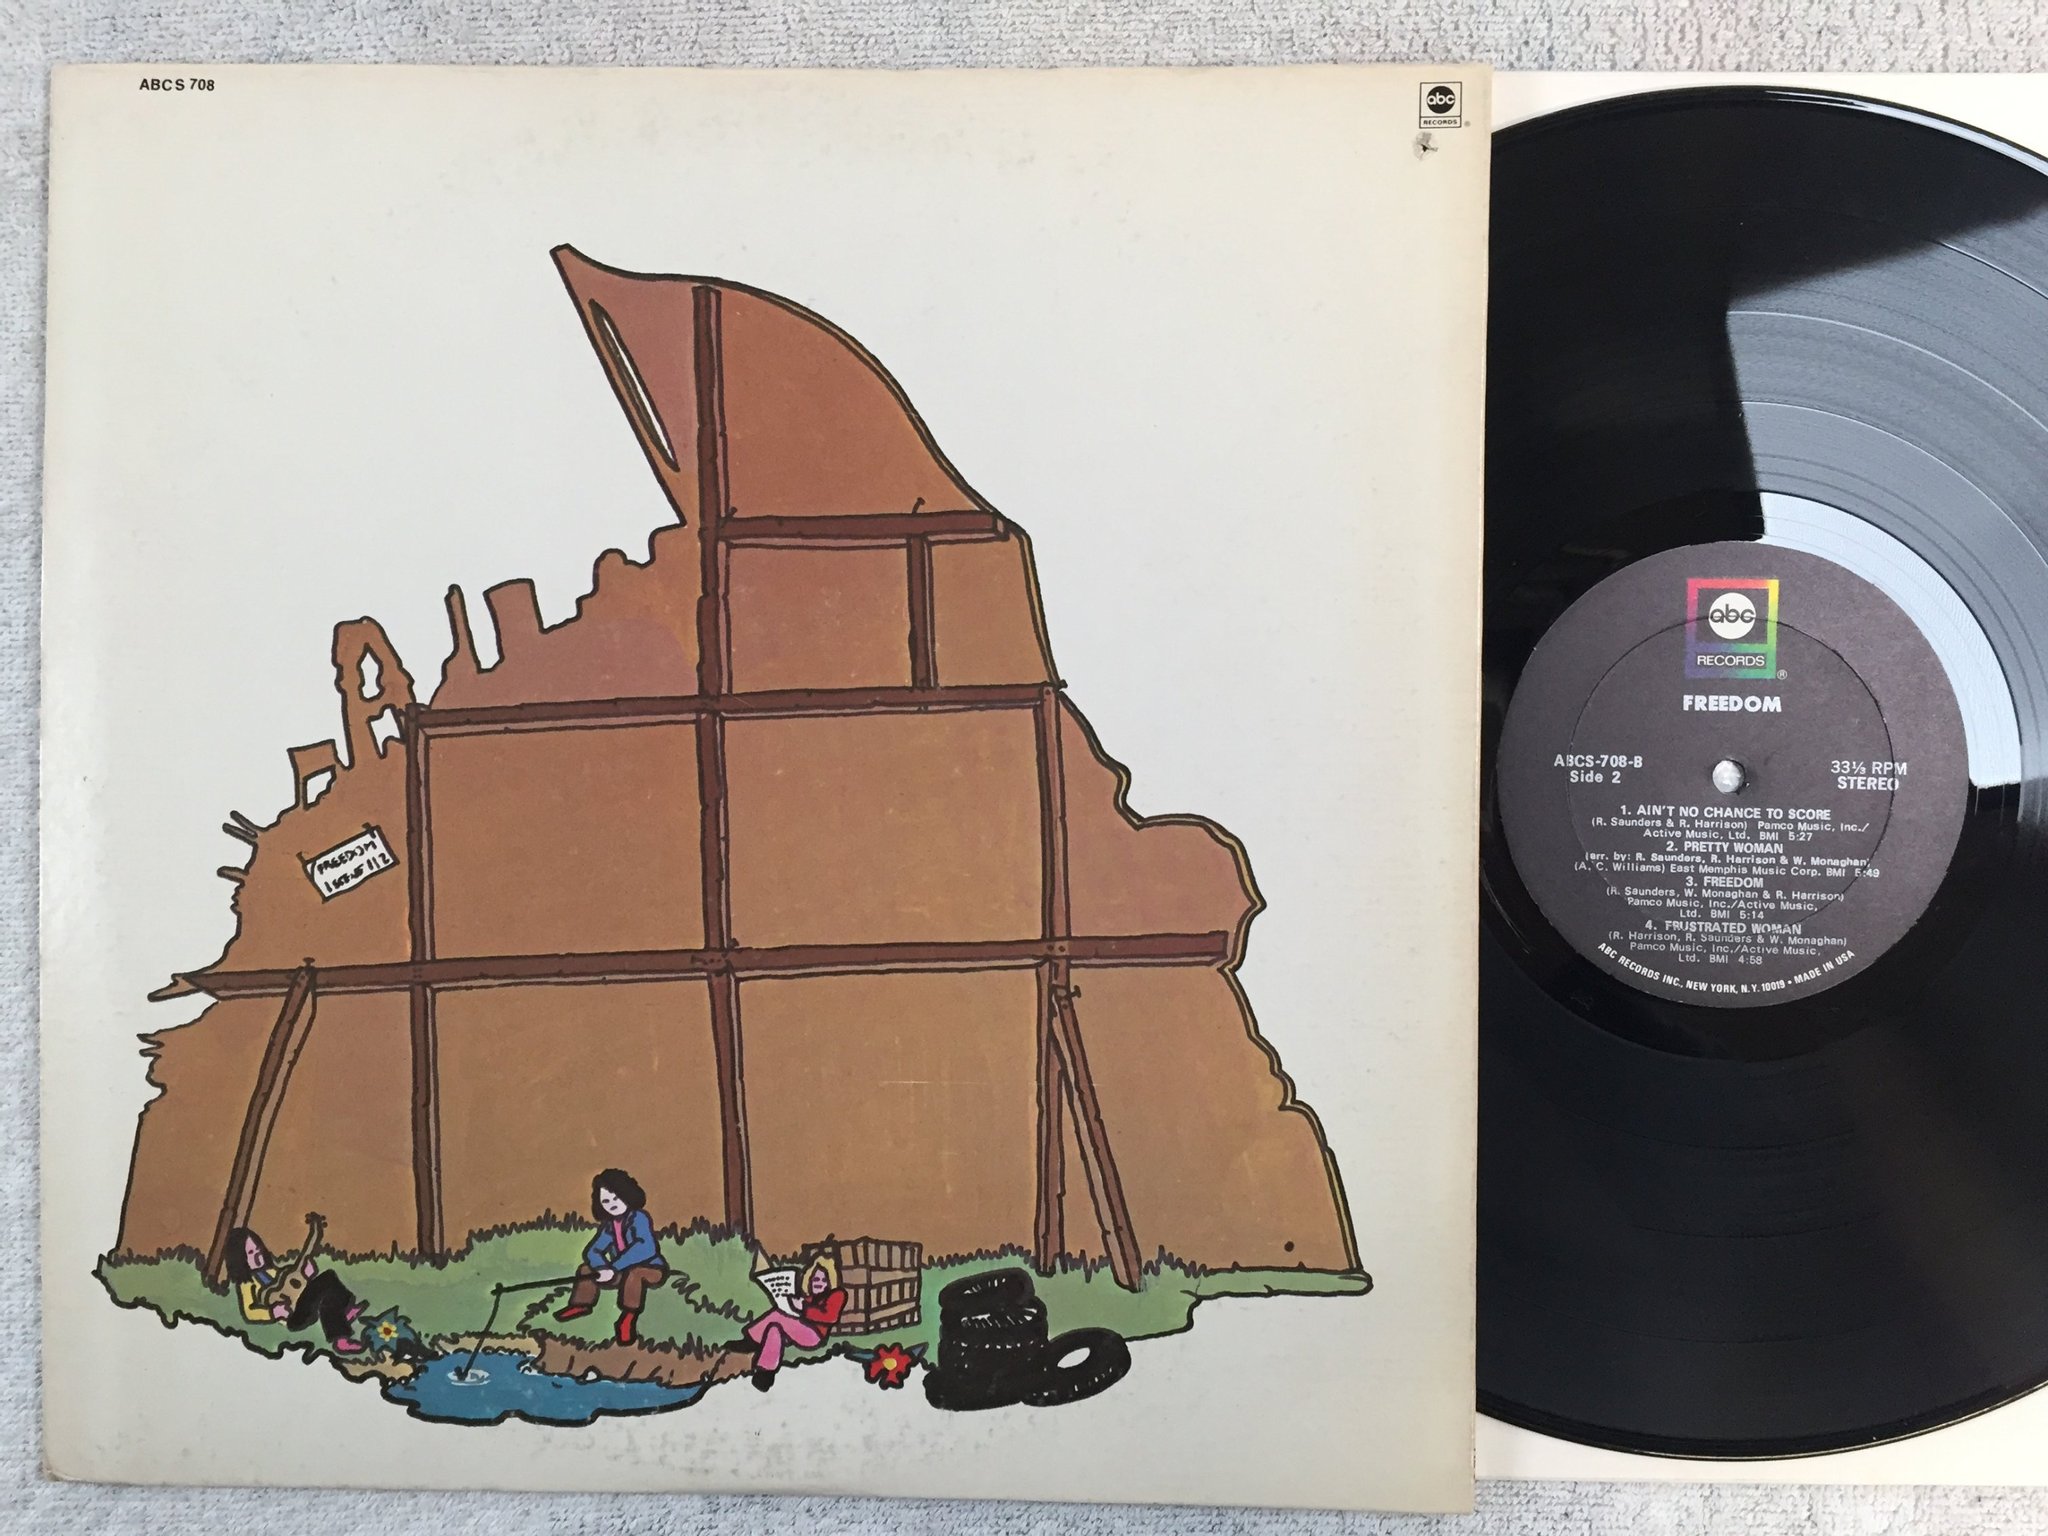 ABCS 708
abc
RECORDS
®
FREEDOM
abc
RECORDS
®
FREEDOM
ABCS-708-B
Side 2
33⅓ RPM
STEREO
1. AIN'T NO CHANCE TO SCORE
(R. Saunders & R. Harrison) Pamco Music, Inc./
Active Music, Ltd. BMI 5:27
2. PRETTY WOMAN
(arr. by: R. Saunders, R. Harrison & W. Monaghan)
(A. C. Williams) East Memphis Music Corp. BMI 5:49
3. FREEDOM
(R. Saunders, W. Monaghan & R. Harrison)
Pamco Music, Inc./Active Music,
Ltd. BMI 5:14
4. FRUSTRATED WOMAN
(R. Harrison, R. Saunders & W. Monaghan)
Pamco Music, Inc./Active Music,
Ltd. BMI 4:58
ABC RECORDS INC., NEW YORK, N.Y. 10019 • MADE IN USA